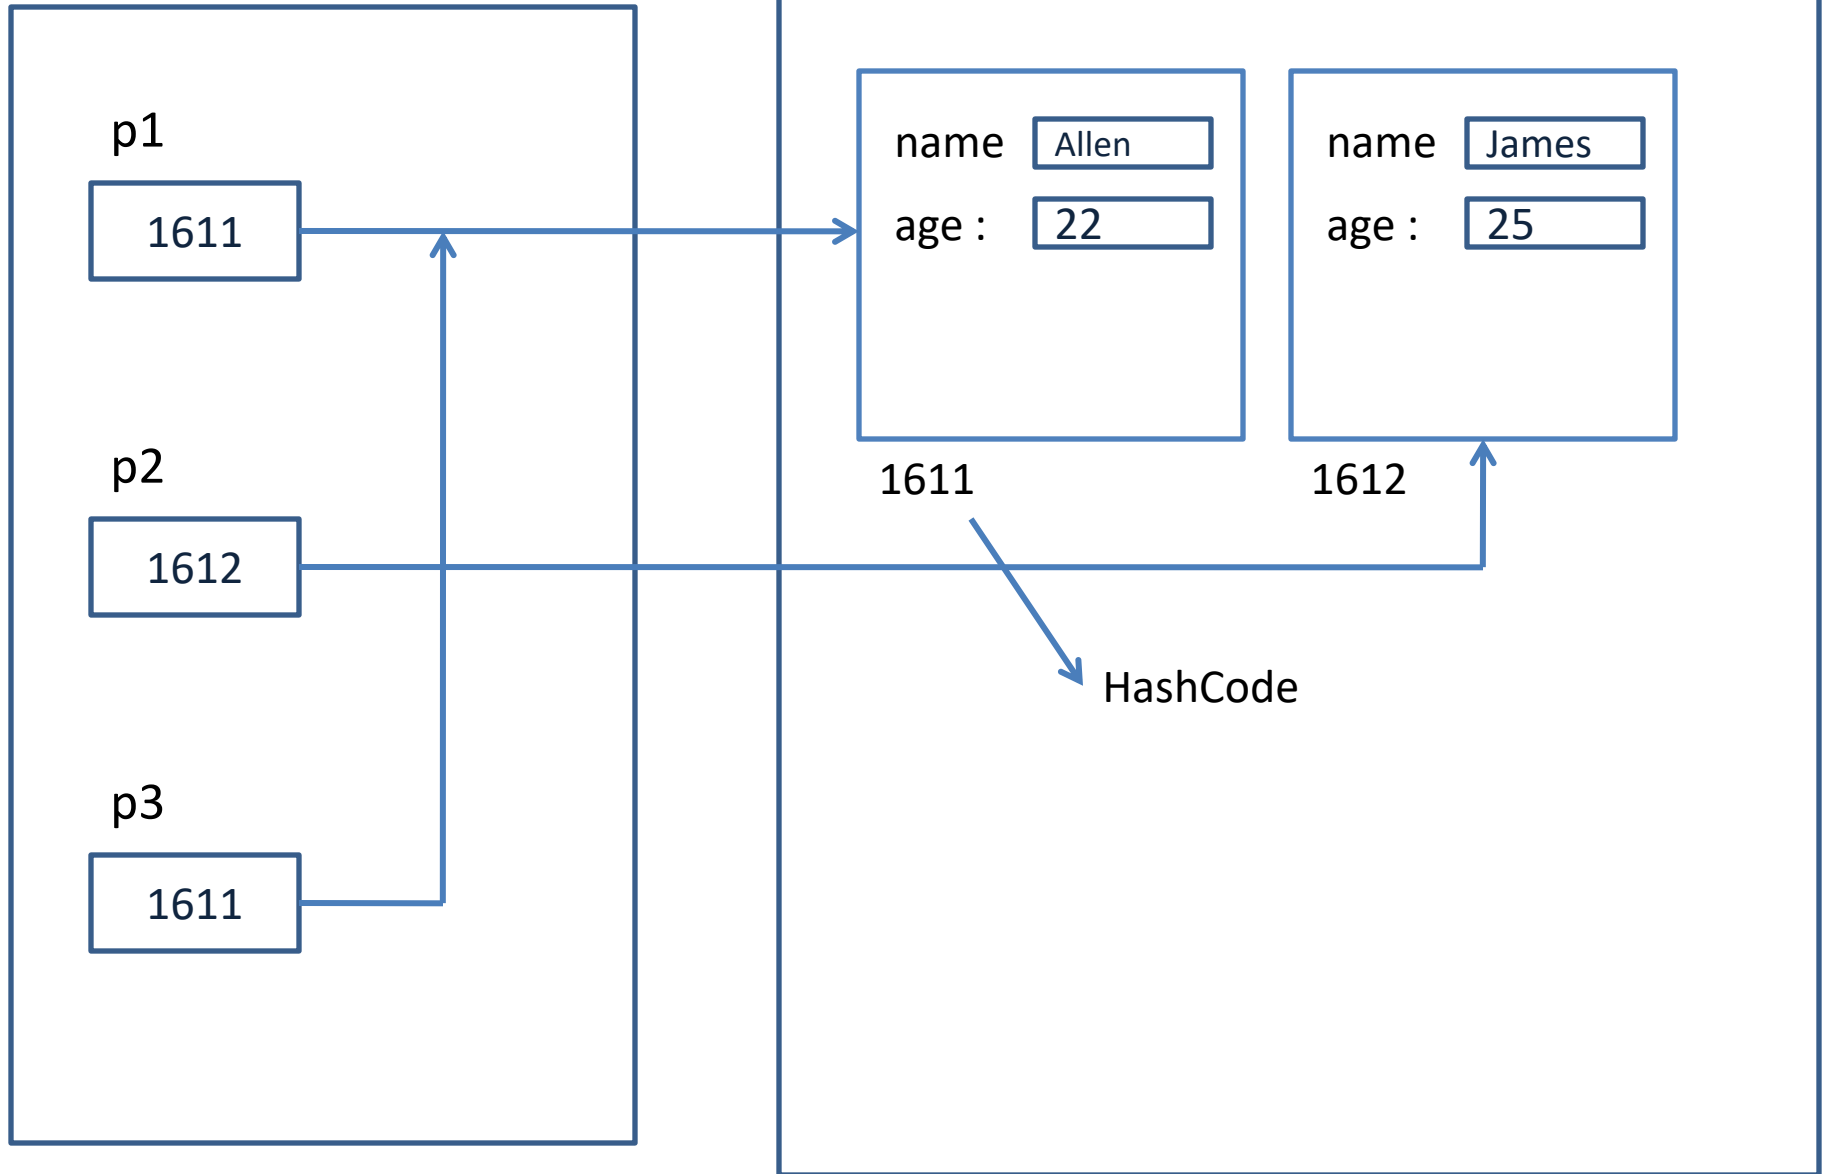 p1
1611
p2
1612
p3
1611
name Allen
age : 22
1611
name James
age : 25
1612
HashCode